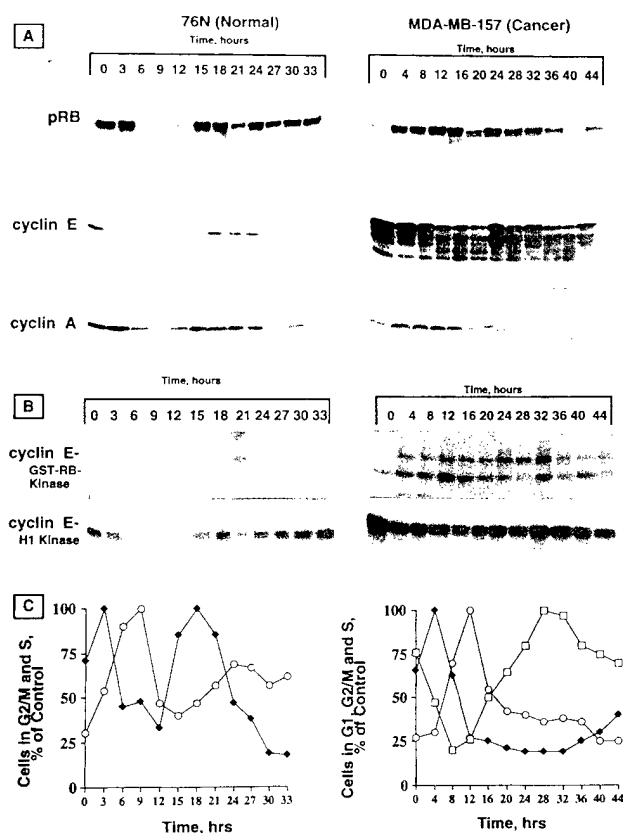 A
76N (Normal)
Time, hours
0 3 6 9 12 15 18 21 24 27 30 33
MDA-MB-157 (Cancer)
Time, hours
0 4 8 12 16 20 24 28 32 36 40 44
pRB
cyclin E
cyclin A
B
Time, hours
0 3 6 9 12 15 18 21 24 27 30 33
Time, hours
0 4 8 12 16 20 24 28 32 36 40 44
cyclin E-
GST-RB-
Kinase
cyclin E-
H1 Kinase
C
Cells in G2/M and S,
% of Control
100
75
50
25
0
0 3 6 9 12 15 18 21 24 27 30 33
Time, hrs
Cells in G1, G2/M and S,
% of Control
100
75
50
25
0
0 4 8 12 16 20 24 28 32 36 40 44
Time, hrs